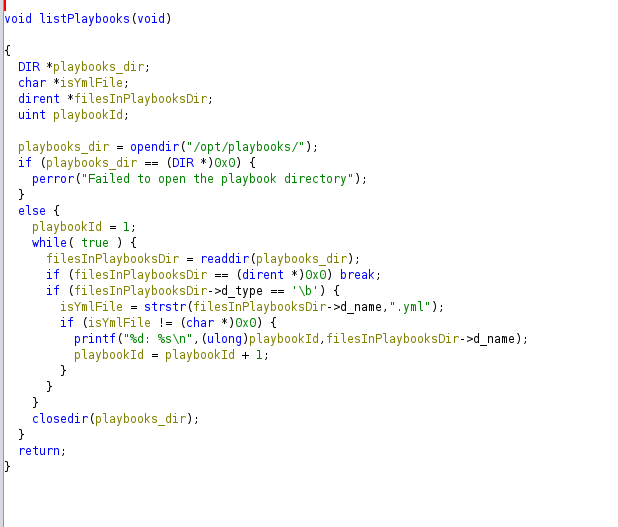 void listPlaybooks(void)
{
DIR *playbooks_dir;
char *isYmlFile;
dirent *filesInPlaybooksDir;
uint playbookId;
playbooks_dir = opendir("/opt/playbooks/");
if (playbooks_dir == (DIR *)0x0) {
perror("Failed to open the playbook directory");
}
else {
playbookId = 1;
while( true ) {
filesInPlaybooksDir = readdir(playbooks_dir);
if (filesInPlaybooksDir == (dirent *)0x0) break;
if (filesInPlaybooksDir->d_type == '\b') {
isYmlFile = strstr(filesInPlaybooksDir->d_name,".yml");
if (isYmlFile != (char *)0x0) {
printf("%d: %s\n",(ulong)playbookId,filesInPlaybooksDir->d_name);
playbookId = playbookId + 1;
}
}
}
closedir(playbooks_dir);
}
return;
}